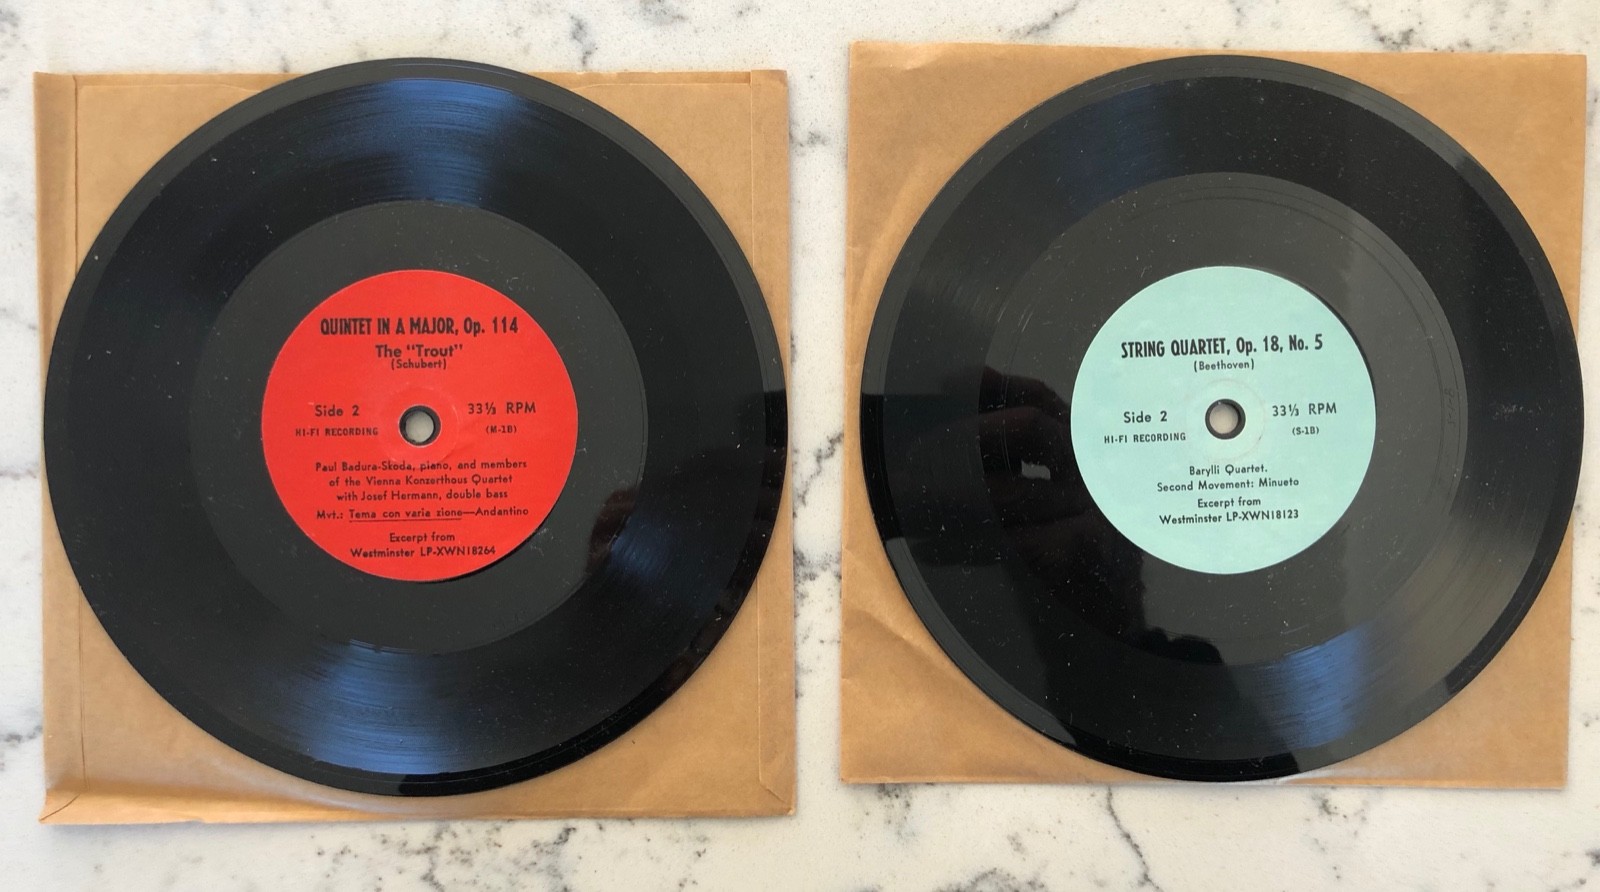 QUINTET IN A MAJOR, Op. 114
The "Trout"
(Schubert)
Side 2
33⅓ RPM
HI-FI RECORDING
(M-1B)
Paul Badura-Skoda, piano, and members
of the Vienna Konzerthous Quartet
with Josef Hermann, double bass
Mvt.: Tema con varia zione—Andantino
Excerpt from
Westminster LP-XWN18264
STRING QUARTET, Op. 18, No. 5
(Beethoven)
Side 2
33⅓ RPM
HI-FI RECORDING
(S-1B)
Barylli Quartet.
Second Movement: Minueto
Excerpt from
Westminster LP-XWN18123